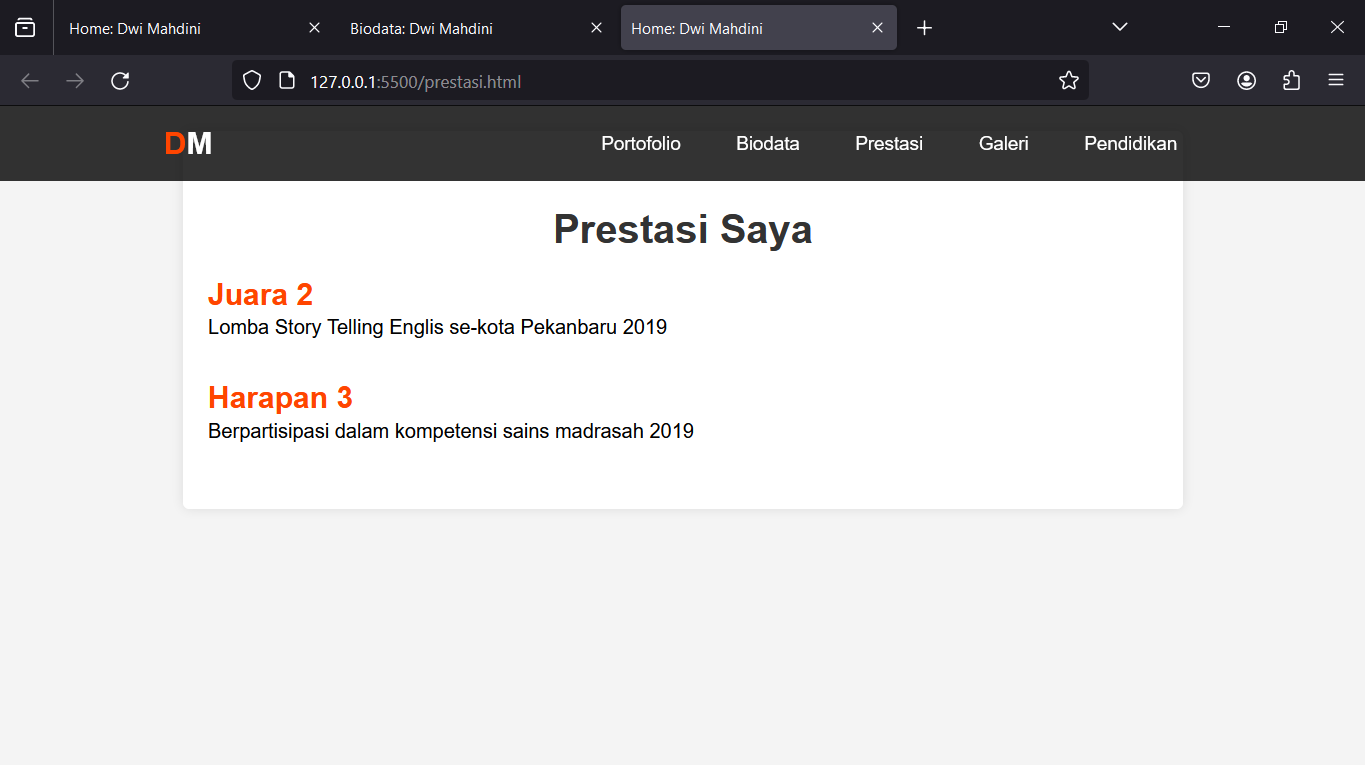 Home: Dwi Mahdini
Biodata: Dwi Mahdini
Home: Dwi Mahdini
127.0.0.1:5500/prestasi.html
DM
Portofolio Biodata Prestasi Galeri Pendidikan
Prestasi Saya
Juara 2
Lomba Story Telling Englis se-kota Pekanbaru 2019
Harapan 3
Berpartisipasi dalam kompetensi sains madrasah 2019